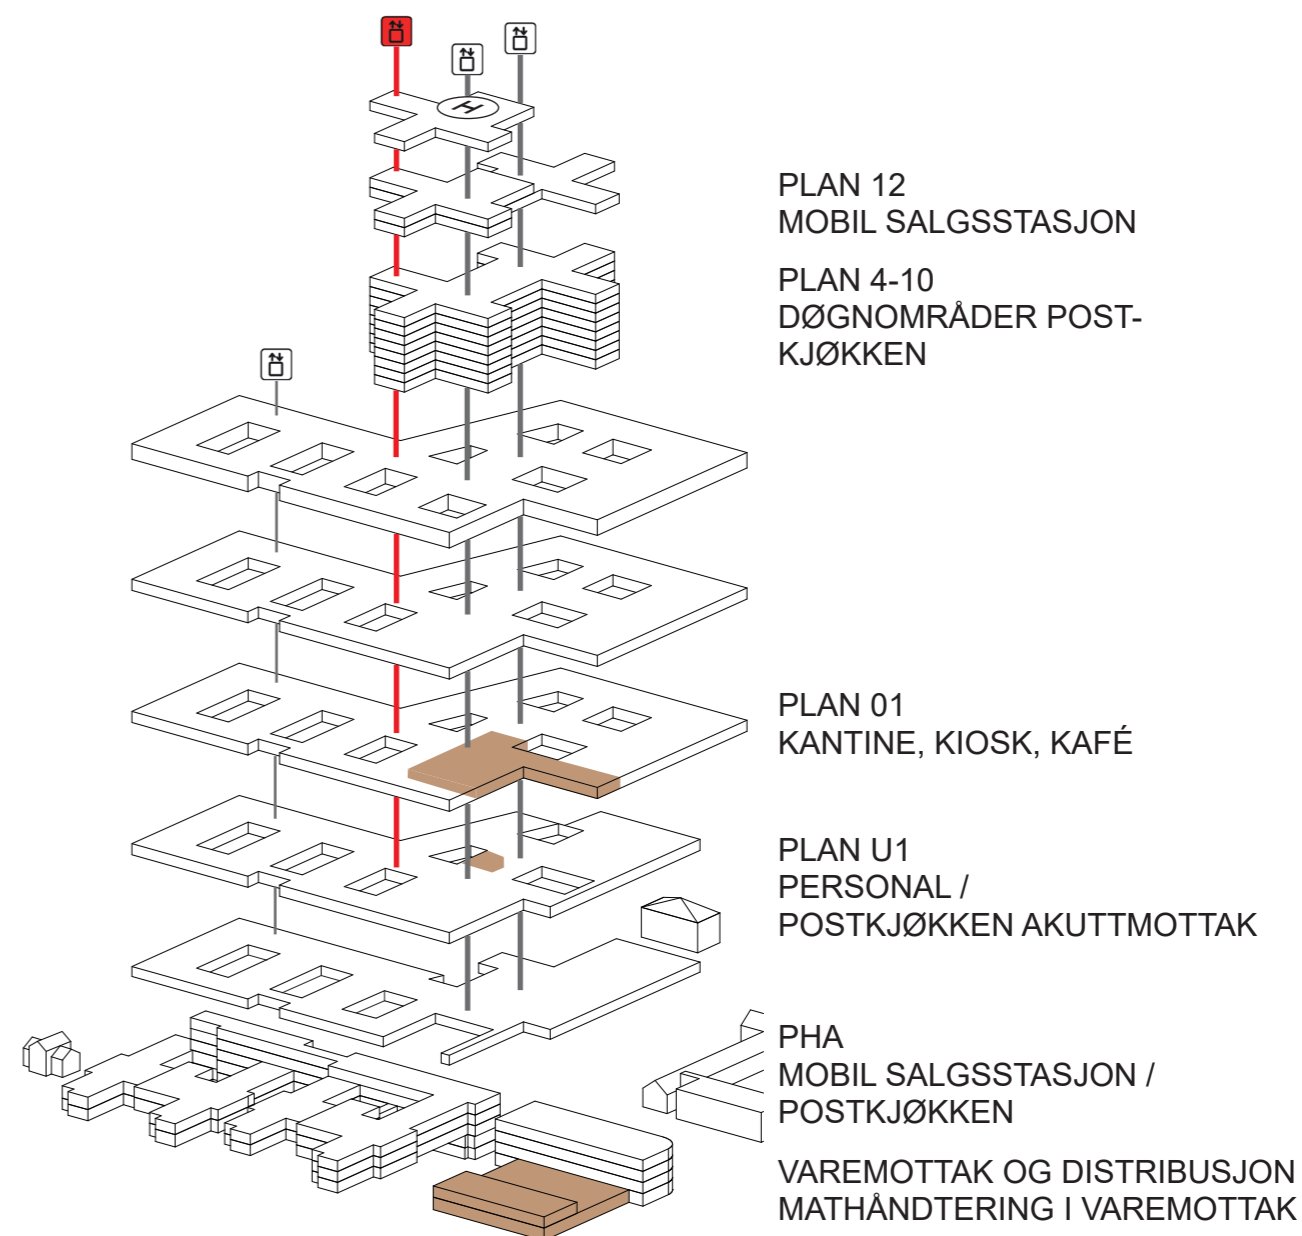 H
PLAN 12
MOBIL SALGSSTASJON
PLAN 4-10
DØGNOMRÅDER POST-
KJØKKEN
PLAN 01
KANTINE, KIOSK, KAFÉ
PLAN U1
PERSONAL /
POSTKJØKKEN AKUTTMOTTAK
PHA
MOBIL SALGSSTASJON /
POSTKJØKKEN
VAREMOTTAK OG DISTRIBUSJON
MATHÅNDTERING I VAREMOTTAK